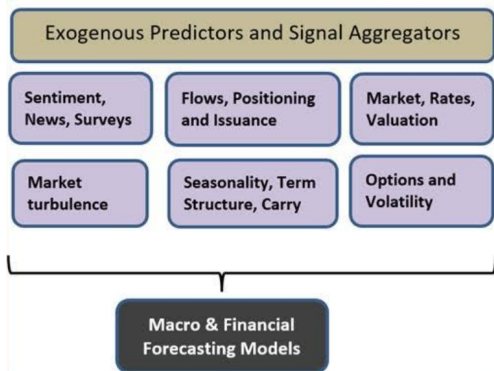 Exogenous Predictors and Signal Aggregators
Sentiment,
News, Surveys
Flows, Positioning
and Issuance
Market, Rates,
Valuation
Market
turbulence
Seasonality, Term
Structure, Carry
Options and
Volatility
Macro & Financial
Forecasting Models